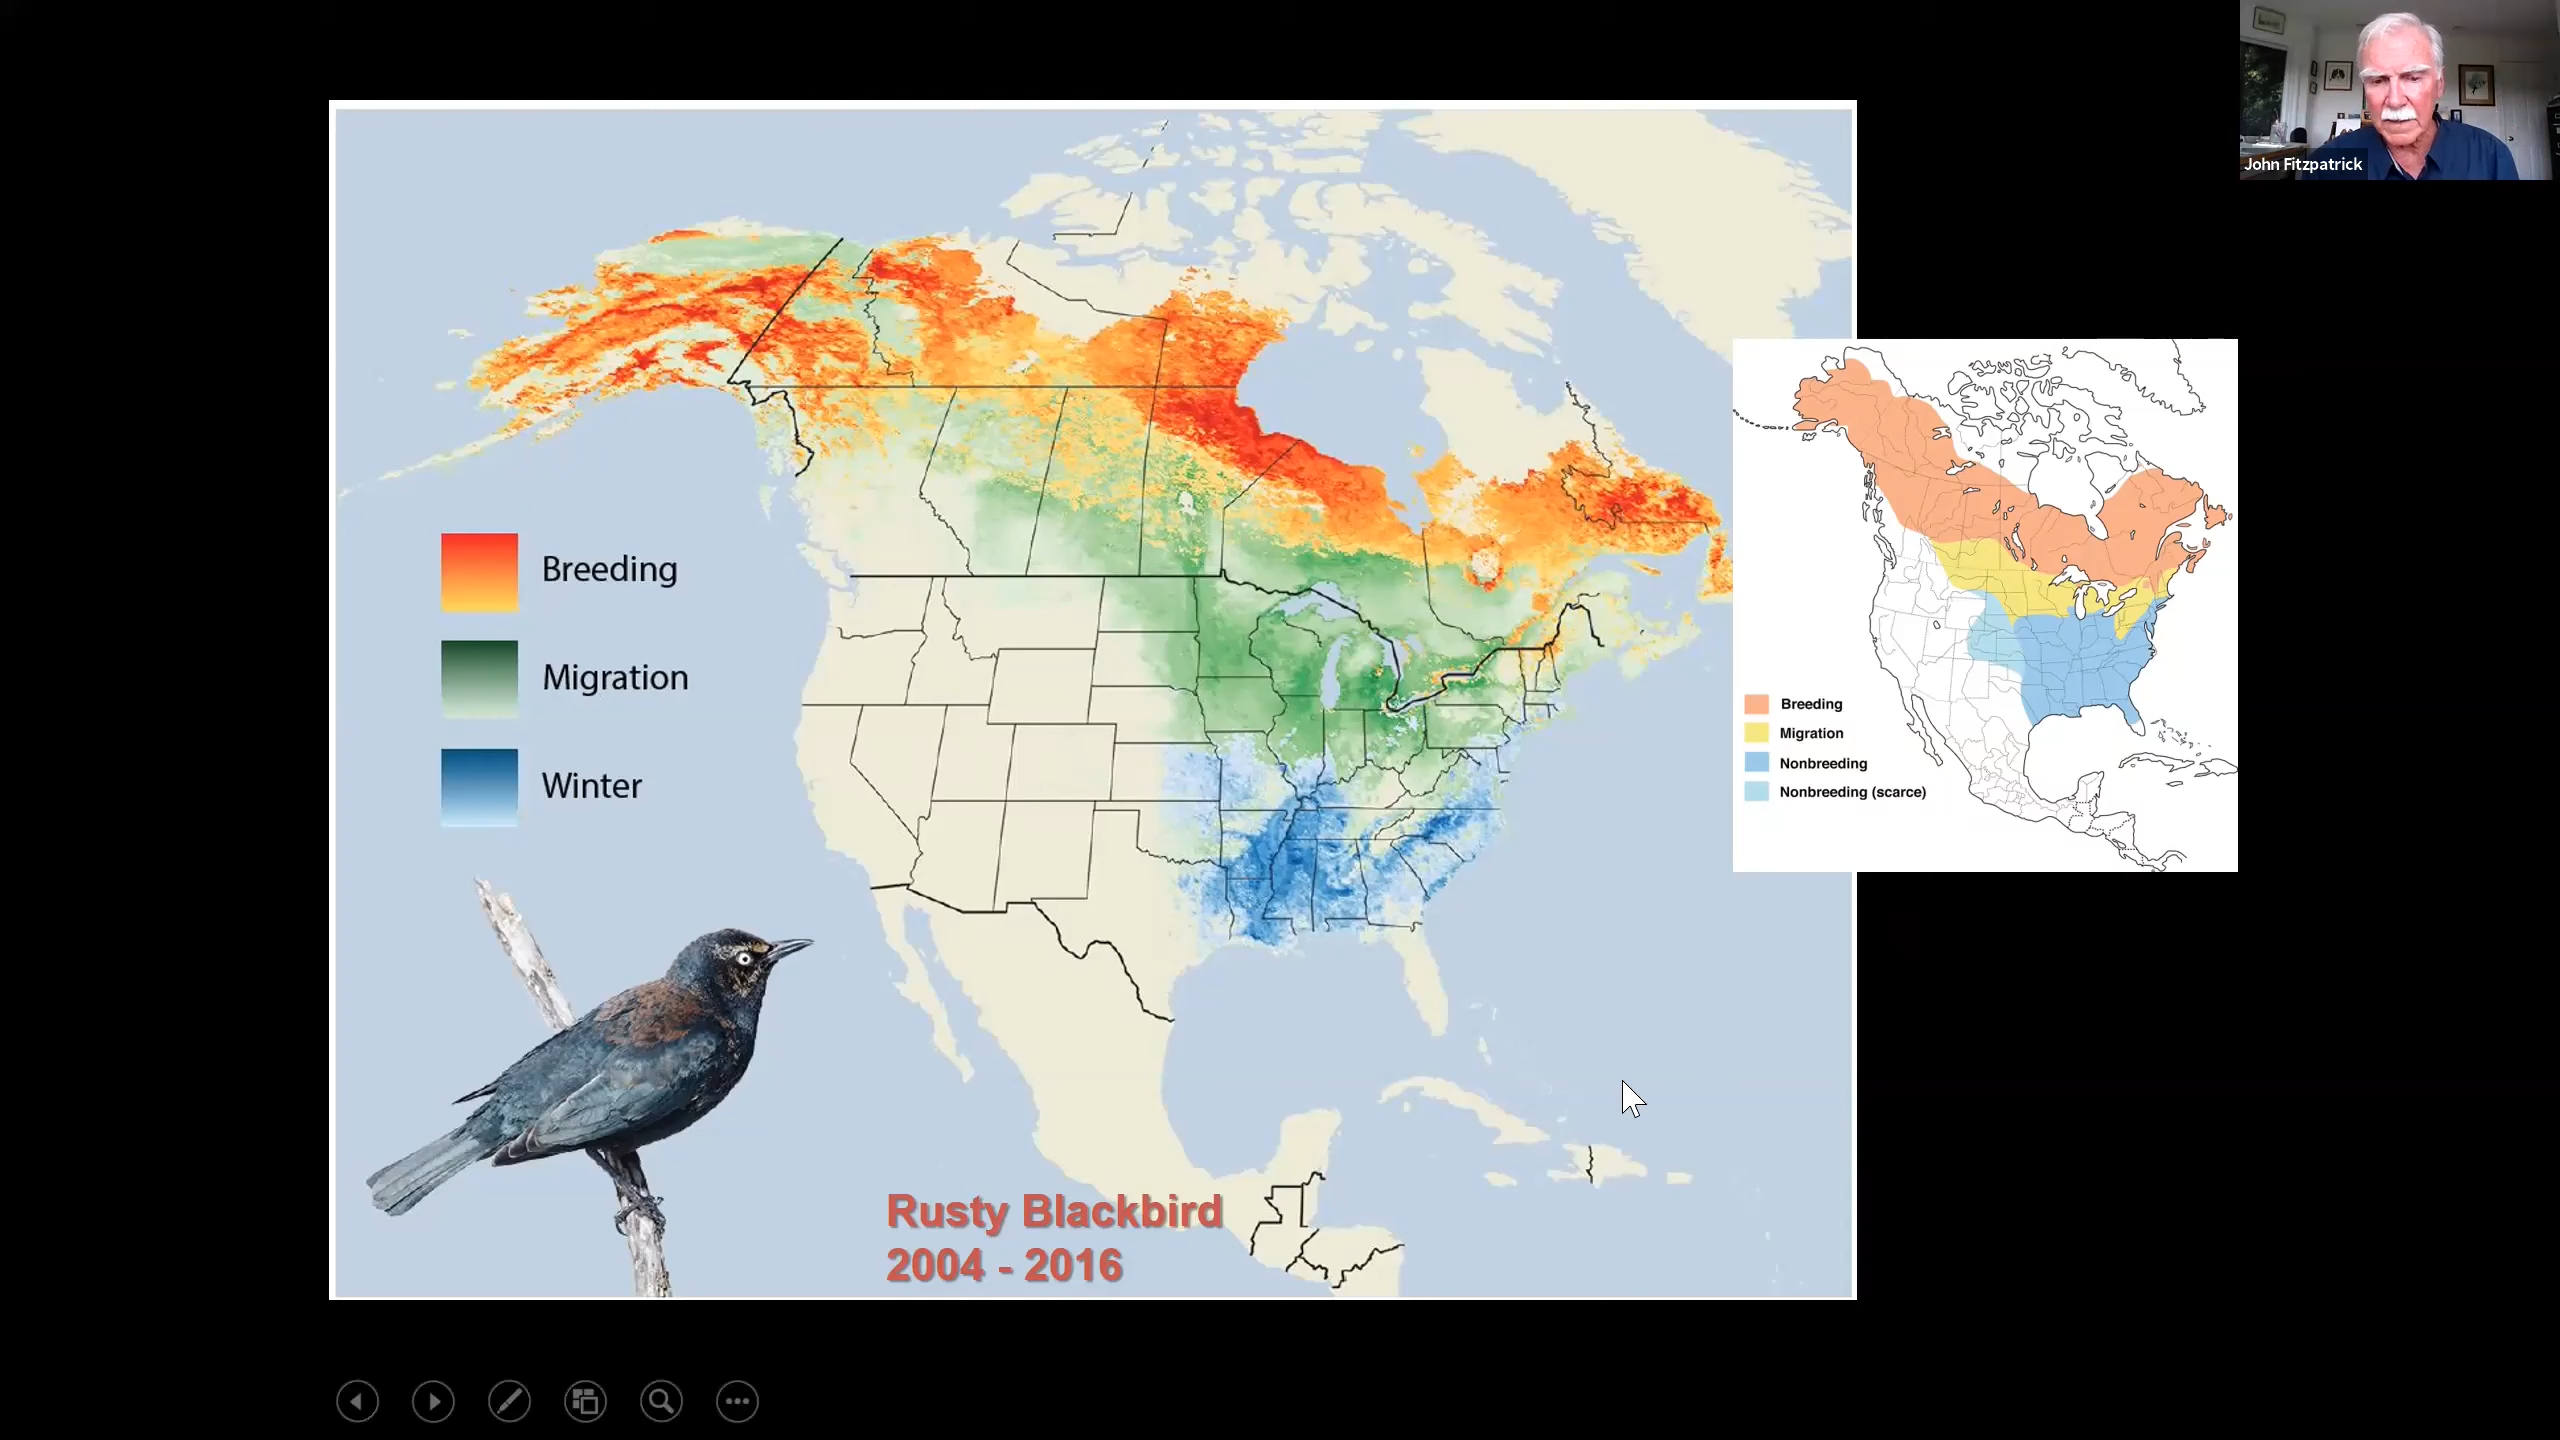 John Fitzpatrick
Breeding
Migration
Winter
Breeding
Migration
Nonbreeding
Nonbreeding (scarce)
Rusty Blackbird
2004 - 2016